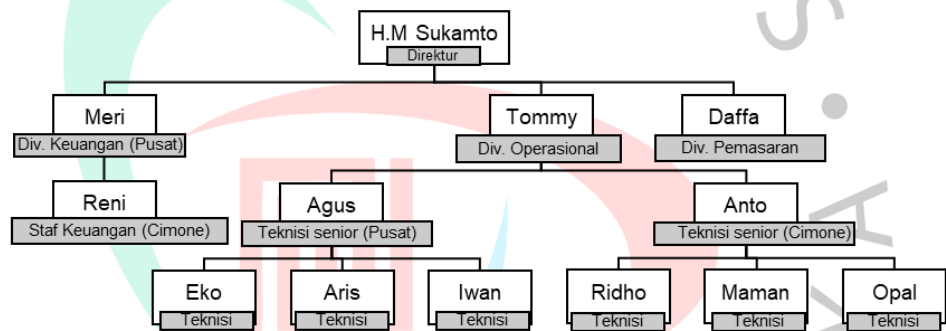 H.M Sukamto
Direktur
Meri
Div. Keuangan (Pusat)
Tommy
Div. Operasional
Daffa
Div. Pemasaran
Reni
Staf Keuangan (Cimone)
Agus
Teknisi senior (Pusat)
Anto
Teknisi senior (Cimone)
Eko
Teknisi
Aris
Teknisi
Iwan
Teknisi
Ridho
Teknisi
Maman
Teknisi
Opal
Teknisi